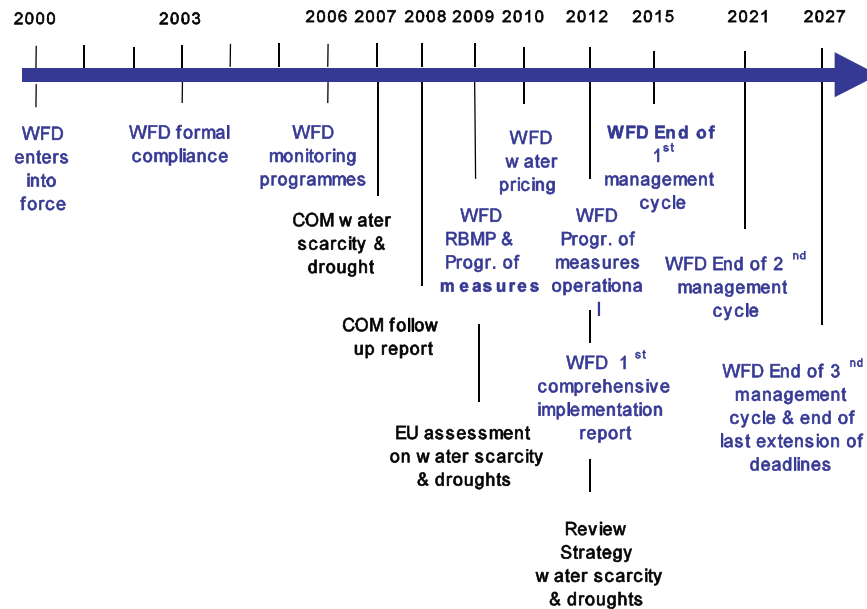 2000 2003 2006 2007 2008 2009 2010 2012 2015 2021 2027
WFD
enters
into
force
WFD formal
compliance
WFD
monitoring
programmes
COM water
scarcity &
drought
COM follow
up report
WFD
RBMP &
Progr. of
measures
EU assessment
on water scarcity
& droughts
WFD
water
pricing
WFD
Progr. of
measures
operationa
l
WFD 1st
comprehensive
implementation
report
Review
Strategy
water scarcity
& droughts
WFD End of
1st
management
cycle
WFD End of 2nd
management
cycle
WFD End of 3nd
management
cycle & end of
last extension of
deadlines